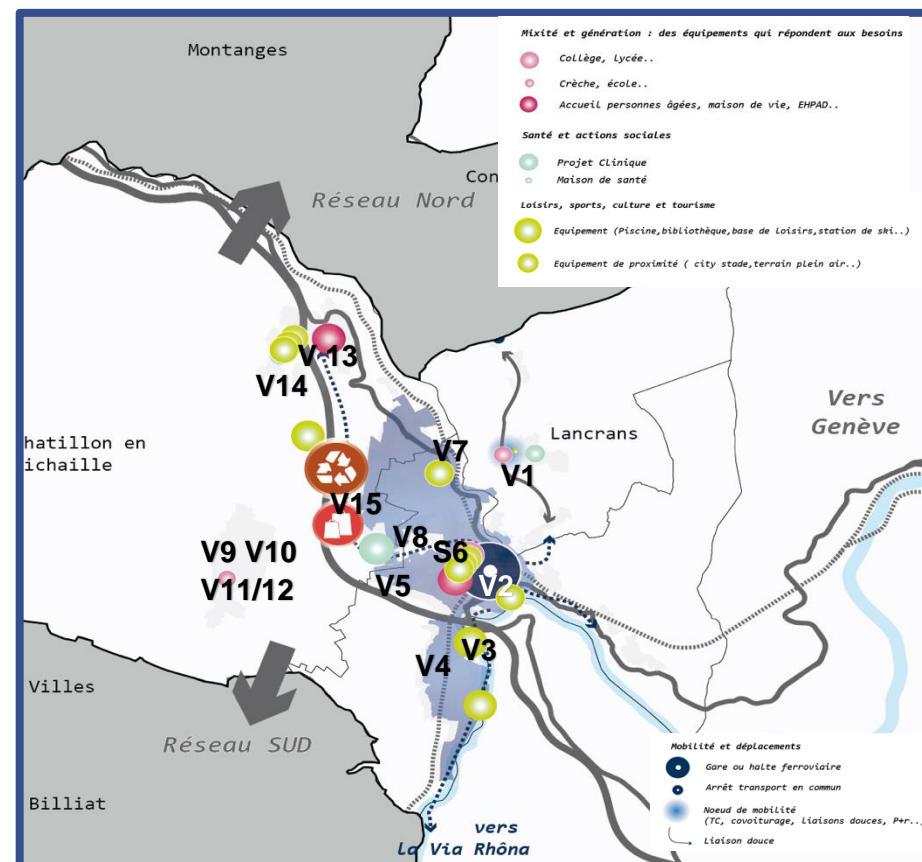 Montanges
Mixité et génération : des équipements qui répondent aux besoins
Collège, lycée..
Crèche, école..
Accueil personnes âgées, maison de vie, EHPAD..
Santé et actions sociales
Projet Clinique
Maison de santé
Loisirs, sports, culture et tourisme
Equipement (Piscine,bibliothèque,base de loisirs,station de ski..)
Equipement de proximité ( city stade,terrain plein air..)
Con
Réseau Nord
V 13
V14
Vers
Genève
hatillon en
ichaille
Lancrans
V7
V1
V15
V8
S6
V9 V10
V11/12
V5
V2
V3
V4
Villes
Réseau SUD
Billiat
vers
la Via Rhôna
Mobilité et déplacements
Gare ou halte ferroviaire
Arrêt transport en commun
Noeud de mobilité
(TC, covoiturage, liaisons douces, P+r..)
Liaison douce